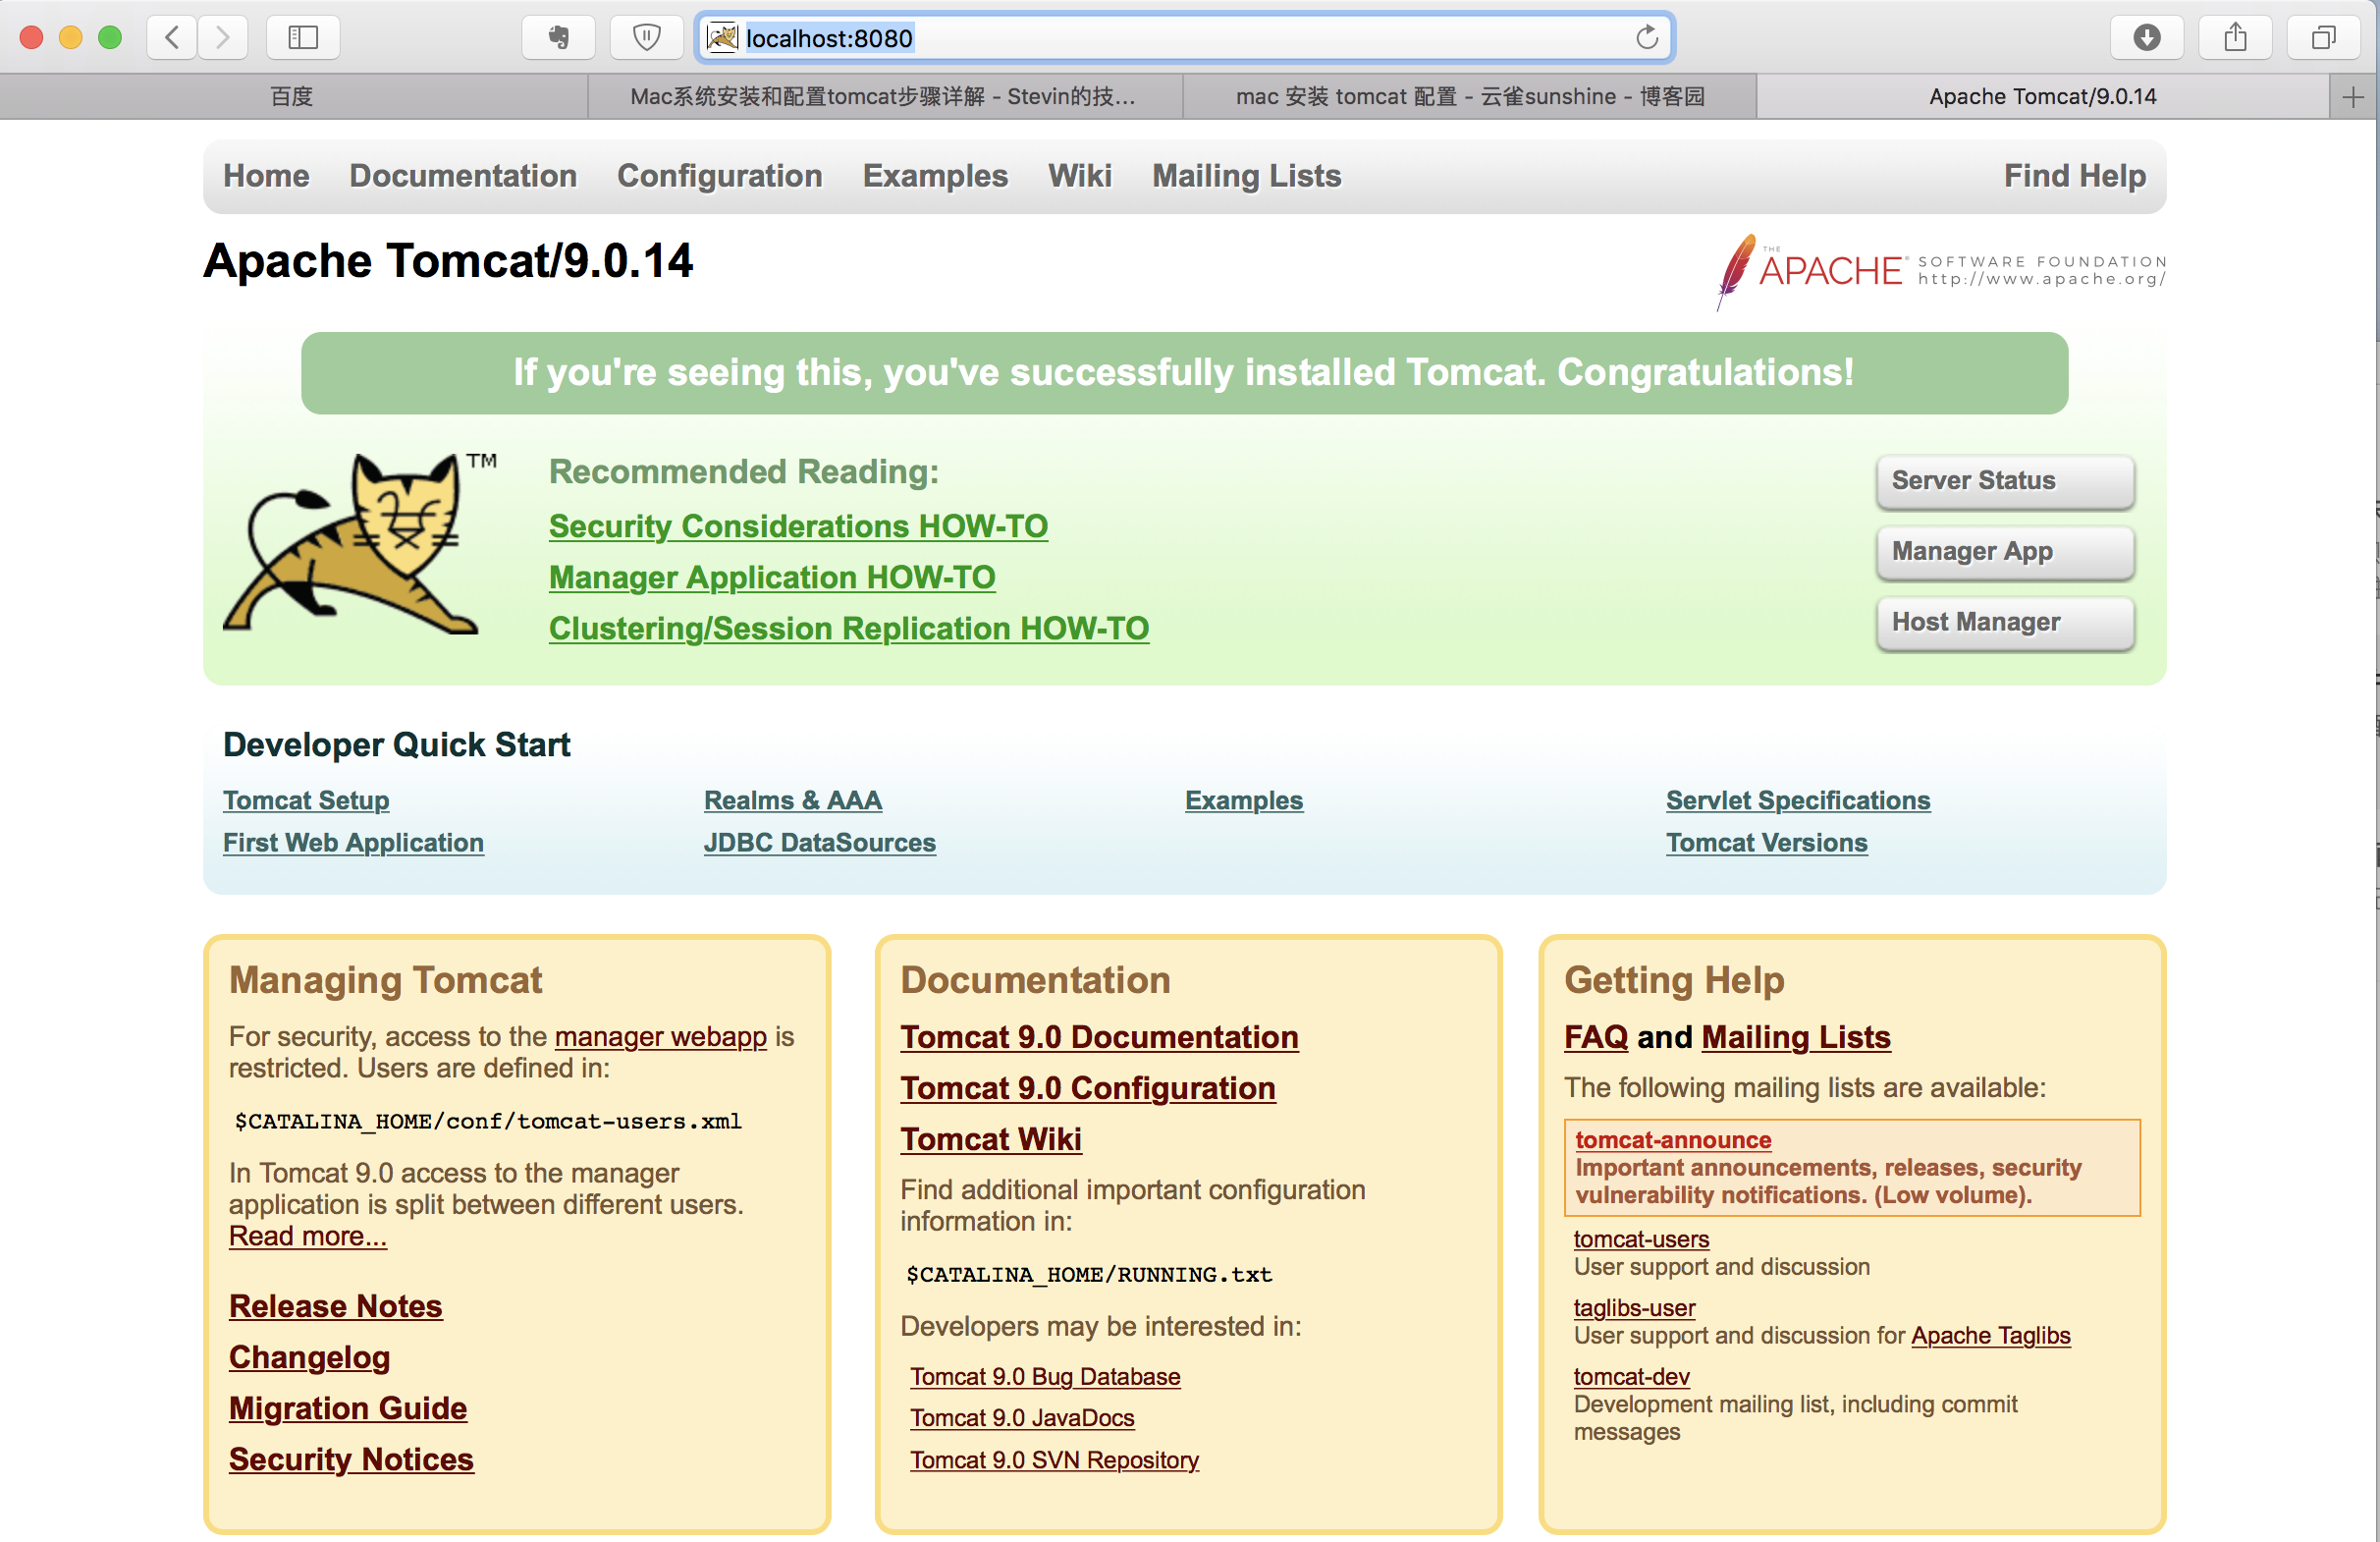 localhost:8080
百度
Mac系统安装和配置tomcat步骤详解 - Stevin的技...
mac 安装 tomcat 配置 - 云雀sunshine - 博客园
Apache Tomcat/9.0.14
Home
Documentation
Configuration
Examples
Wiki
Mailing Lists
Find Help
Apache Tomcat/9.0.14
THE
APACHE®
SOFTWARE FOUNDATION
http://www.apache.org/
If you're seeing this, you've successfully installed Tomcat. Congratulations!
TM
Recommended Reading:
Security Considerations HOW-TO
Manager Application HOW-TO
Clustering/Session Replication HOW-TO
Server Status
Manager App
Host Manager
Developer Quick Start
Tomcat Setup
First Web Application
Realms & AAA
JDBC DataSources
Examples
Servlet Specifications
Tomcat Versions
Managing Tomcat
For security, access to the manager webapp is
restricted. Users are defined in:
$CATALINA_HOME/conf/tomcat-users.xml
In Tomcat 9.0 access to the manager
application is split between different users.
Read more...
Release Notes
Changelog
Migration Guide
Security Notices
Documentation
Tomcat 9.0 Documentation
Tomcat 9.0 Configuration
Tomcat Wiki
Find additional important configuration
information in:
$CATALINA_HOME/RUNNING.txt
Developers may be interested in:
Tomcat 9.0 Bug Database
Tomcat 9.0 JavaDocs
Tomcat 9.0 SVN Repository
Getting Help
FAQ and Mailing Lists
The following mailing lists are available:
tomcat-announce
Important announcements, releases, security
vulnerability notifications. (Low volume).
tomcat-users
User support and discussion
taglibs-user
User support and discussion for Apache Taglibs
tomcat-dev
Development mailing list, including commit
messages